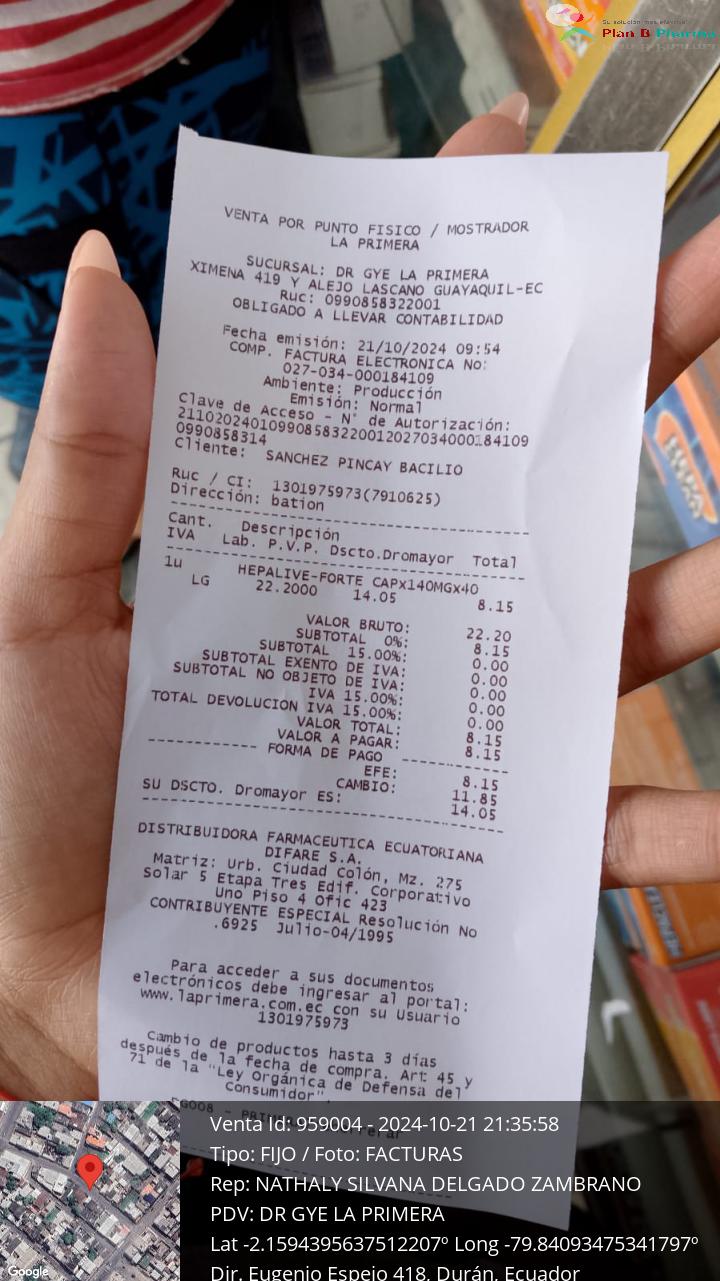 Su solución más efectiva
Plan B Pharma
VENTA POR PUNTO FISICO / MOSTRADOR
LA PRIMERA
SUCURSAL: DR GYE LA PRIMERA
XIMENA 419 Y ALEJO LASCANO GUAYAQUIL-EC
Ruc: 0990858322001
OBLIGADO A LLEVAR CONTABILIDAD
Fecha emisión: 21/10/2024 09:54
COMP. FACTURA ELECTRONICA No:
027-034-000184109
Ambiente: Producción
Emisión: Normal
Clave de Acceso - N° de Autorización:
211020240109908583220012027034000184109
0990858314
Cliente: SANCHEZ PINCAY BACILIO
Ruc / CI: 1301975973(7910625)
Dirección: bation
Cant. Descripción
IVA Lab. P.V.P. Dscto.Dromayor Total
1u HEPALIVE-FORTE CAPx140MGx40
LG 22.2000 14.05 8.15
VALOR BRUTO: 22.20
SUBTOTAL 0%: 8.15
SUBTOTAL 15.00%: 0.00
SUBTOTAL EXENTO DE IVA: 0.00
SUBTOTAL NO OBJETO DE IVA: 0.00
IVA 15.00%: 0.00
TOTAL DEVOLUCION IVA 15.00%: 0.00
VALOR TOTAL: 8.15
VALOR A PAGAR: 8.15
------------ FORMA DE PAGO ------------
EFE: 8.15
CAMBIO: 11.85
SU DSCTO. Dromayor ES: 14.05
DISTRIBUIDORA FARMACEUTICA ECUATORIANA
DIFARE S.A.
Matriz: Urb. Ciudad Colón, Mz. 275
Solar 5 Etapa Tres Edif. Corporativo
Uno Piso 4 Ofic 423
CONTRIBUYENTE ESPECIAL Resolución No
.6925 Julio-04/1995
Para acceder a sus documentos
electrónicos debe ingresar al portal:
www.laprimera.com.ec con su Usuario
1301975973
Cambio de productos hasta 3 días
después de la fecha de compra. Art 45 y
71 de la "Ley Orgánica de Defensa del
Consumidor".
Venta Id: 959004 - 2024-10-21 21:35:58
Tipo: FIJO / Foto: FACTURAS
Rep: NATHALY SILVANA DELGADO ZAMBRANO
PDV: DR GYE LA PRIMERA
Lat -2.1594395637512207º Long -79.84093475341797º
Dir. Eugenio Espejo 418, Durán, Ecuador
Google